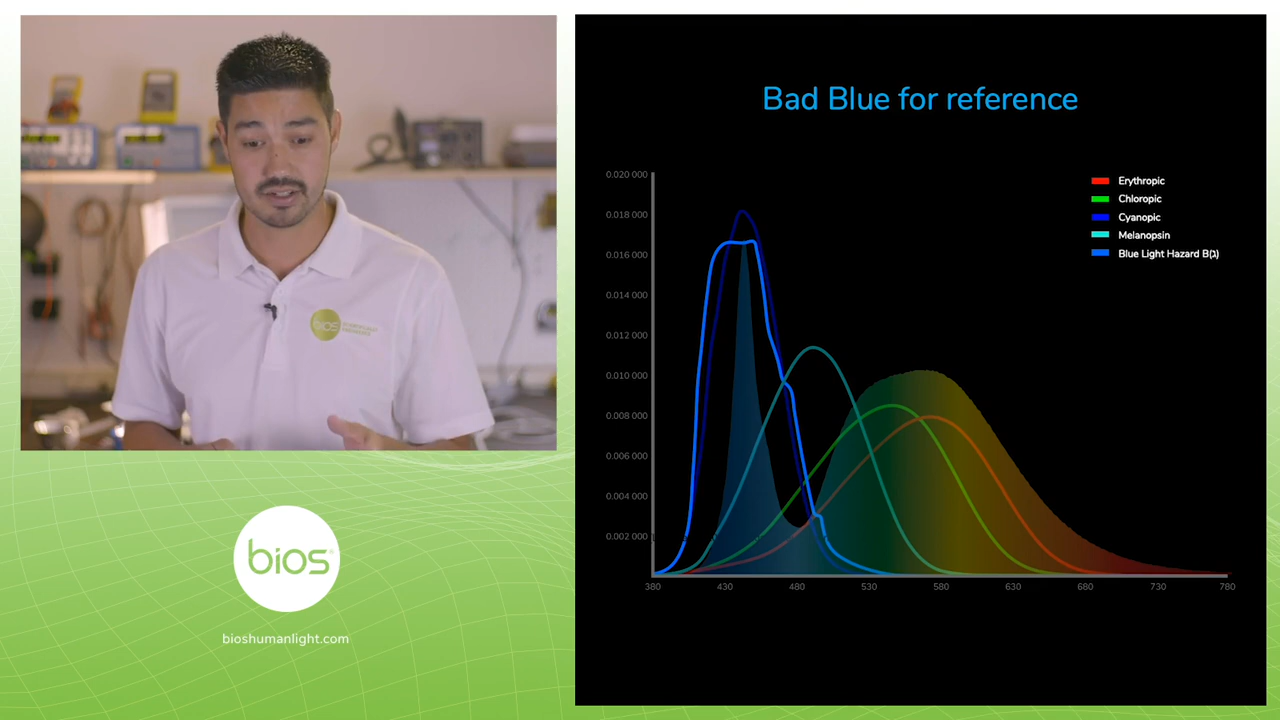 Bad Blue for reference
0.020 000
0.018 000
0.016 000
0.014 000
0.012 000
0.010 000
0.008 000
0.006 000
0.004 000
0.002 000
380 430 480 530 580 630 680 730 780
Erythropic
Chloropic
Cyanopic
Melanopsin
Blue Light Hazard B(λ)
bios
bios®
bioshumanlight.com